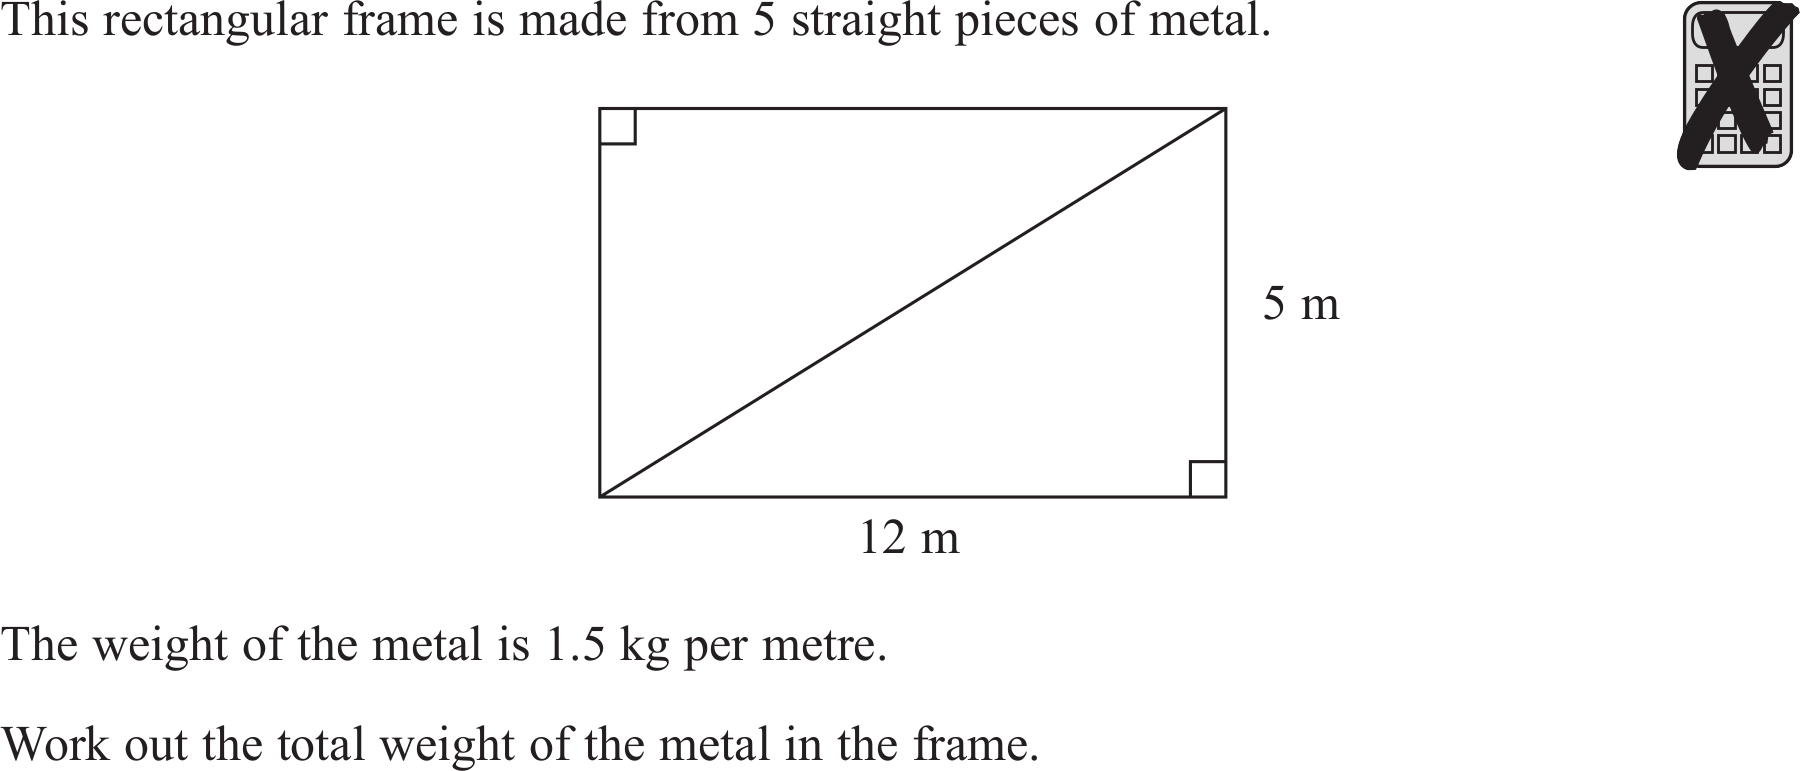 This rectangular frame is made from 5 straight pieces of metal.
5 m
12 m
The weight of the metal is 1.5 kg per metre.
Work out the total weight of the metal in the frame.